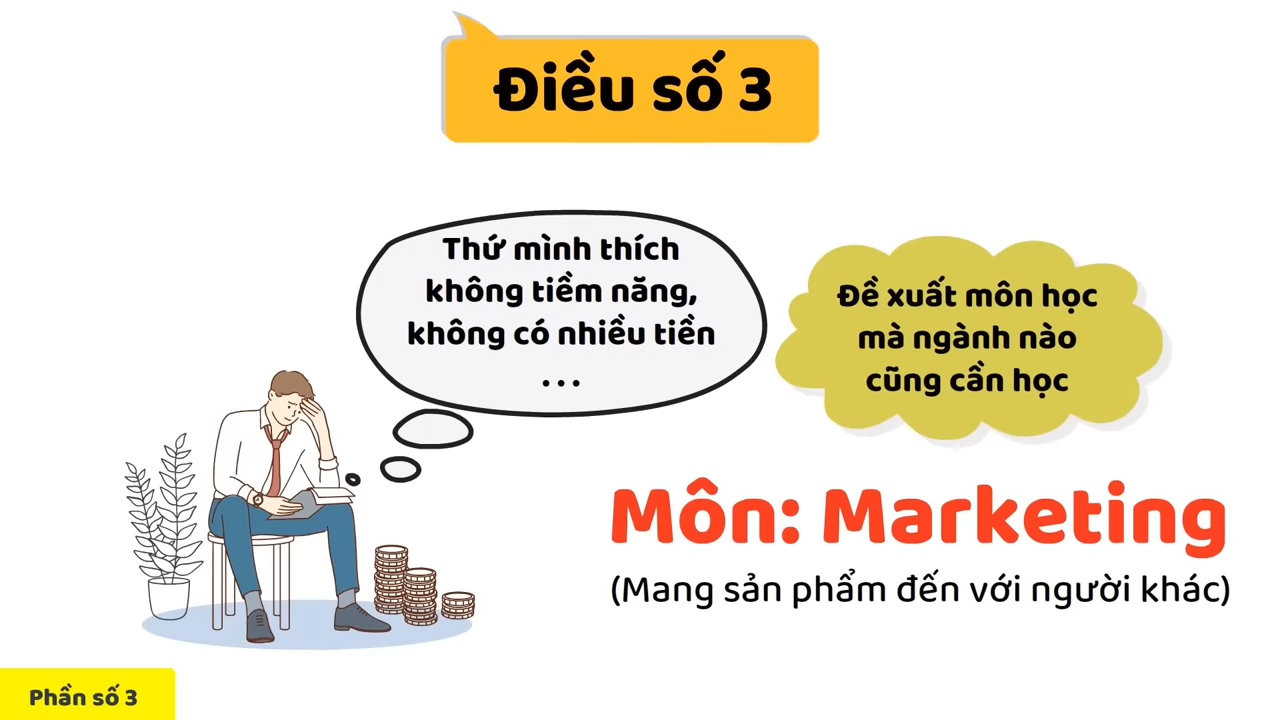 Điều số 3
Thứ mình thích
không tiềm năng,
không có nhiều tiền
...
Đề xuất môn học
mà ngành nào
cũng cần học
Môn: Marketing
(Mang sản phẩm đến với người khác)
Phần số 3